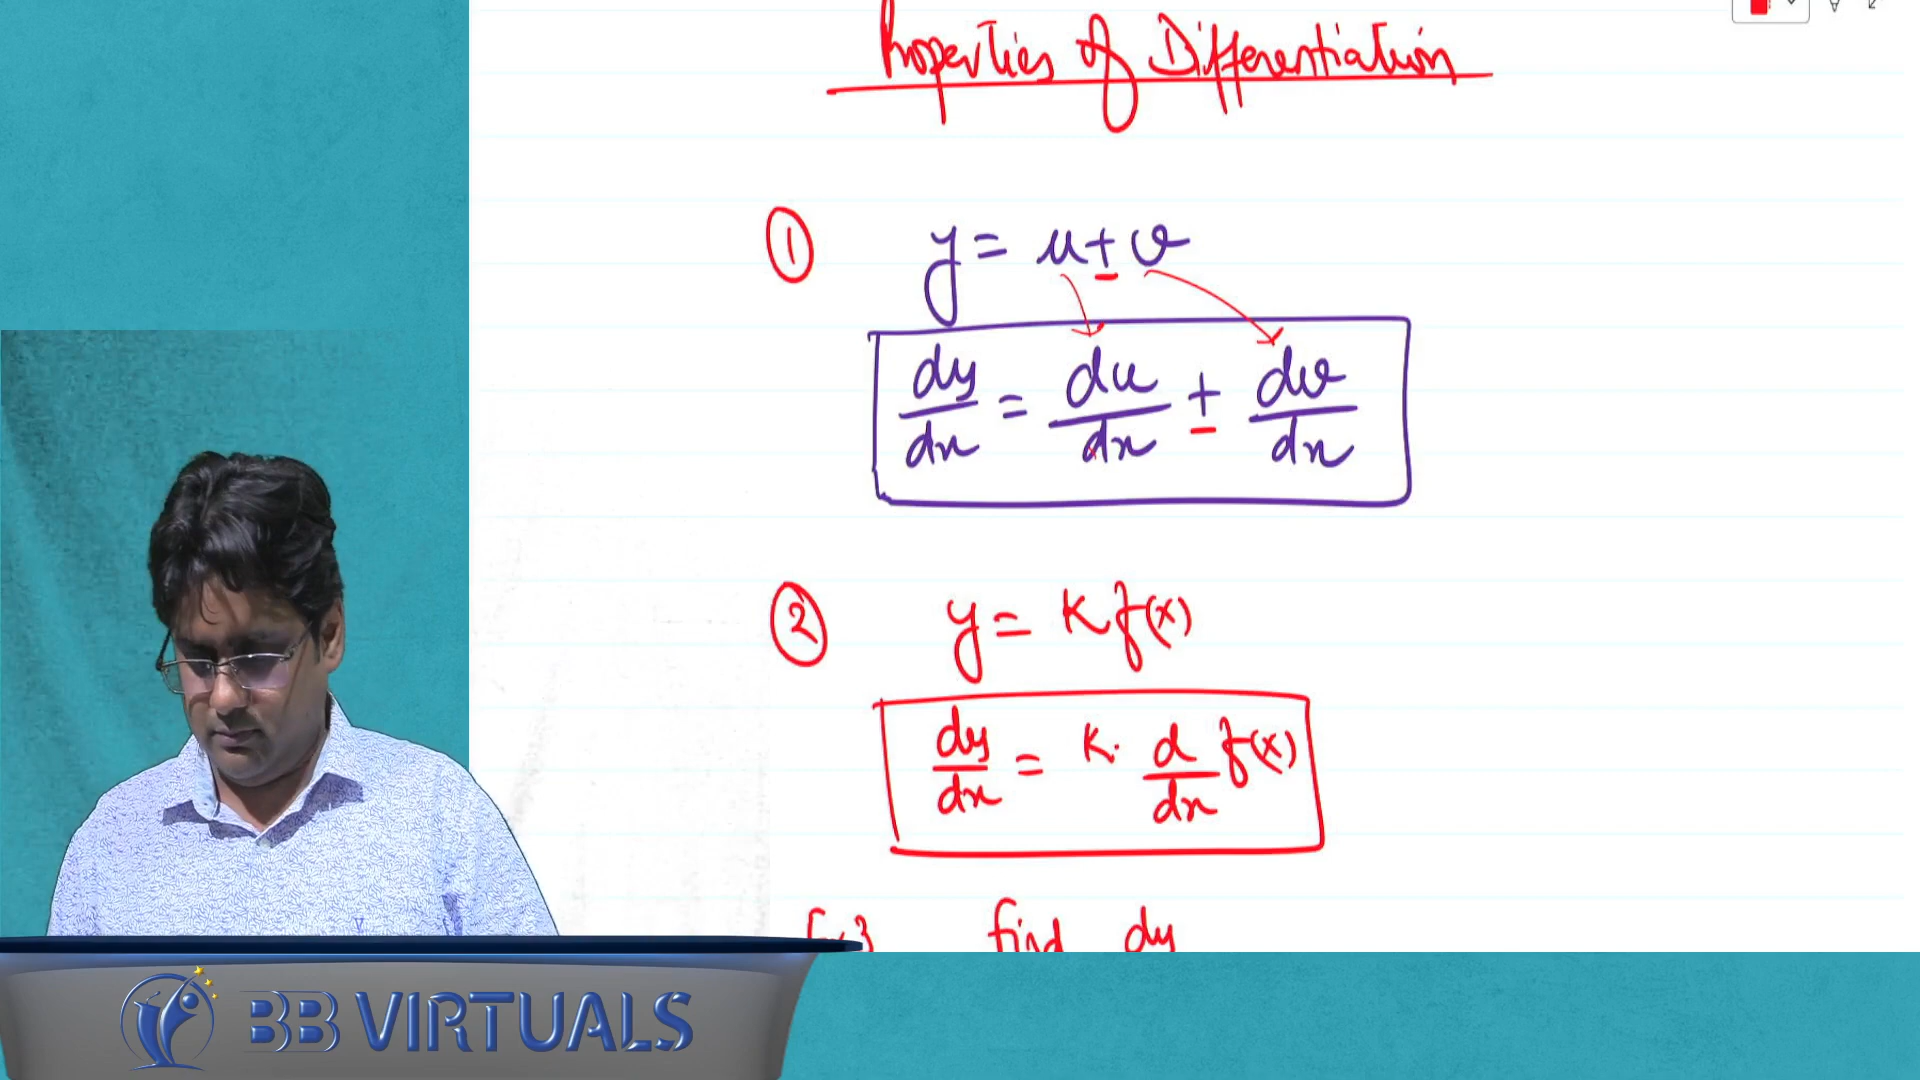 Properties of Differentiation
① y = u ± v
dy/dx = du/dx ± dv/dx
② y = K f(x)
dy/dx = K. d/dx f(x)
find dy
BB VIRTUALS